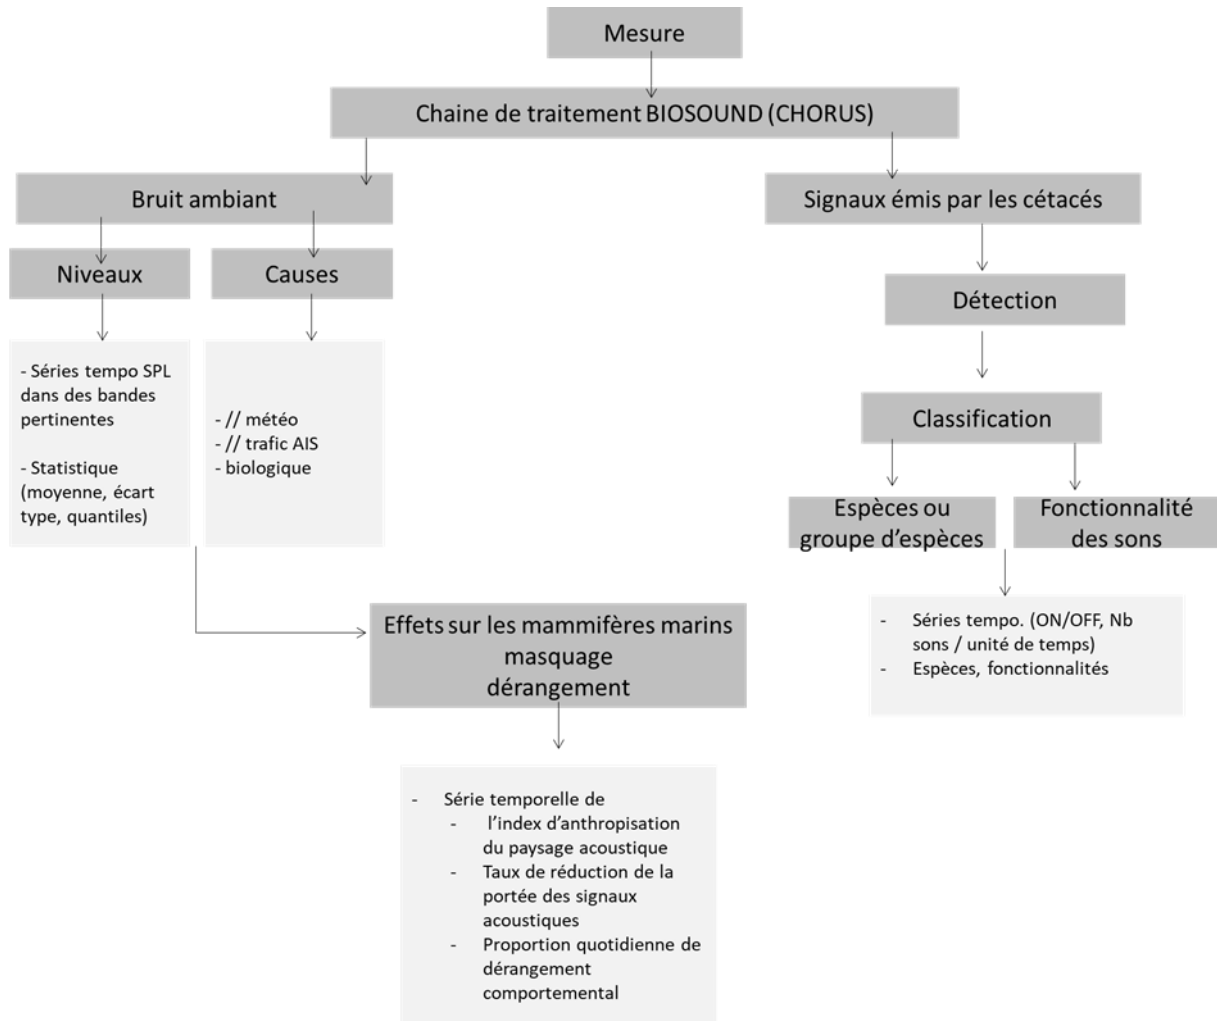 Mesure
Chaine de traitement BIOSOUND (CHORUS)
Bruit ambiant
Signaux émis par les cétacés
Niveaux
Causes
Détection
- Séries tempo SPL
dans des bandes
pertinentes
- Statistique
(moyenne, écart
type, quantiles)
- // météo
- // trafic AIS
- biologique
Classification
Espèces ou
groupe d'espèces
Fonctionnalité
des sons
Effets sur les mammifères marins
masquage
dérangement
- Séries tempo. (ON/OFF, Nb
sons / unité de temps)
- Espèces, fonctionnalités
- Série temporelle de
- l'index d'anthropisation
du paysage acoustique
- Taux de réduction de la
portée des signaux
acoustiques
- Proportion quotidienne de
dérangement
comportemental